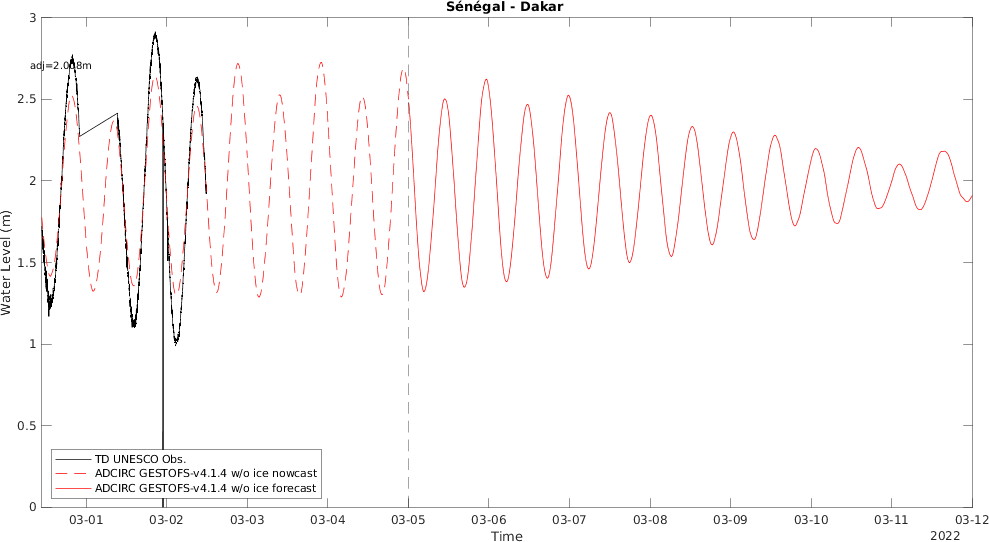 Sénégal - Dakar
adj=2.008m
3
2.5
2
1.5
1
0.5
0
Water Level (m)
TD UNESCO Obs.
ADCIRC GESTOFS-v4.1.4 w/o ice nowcast
ADCIRC GESTOFS-v4.1.4 w/o ice forecast
03-01 03-02 03-03 03-04 03-05 03-06 03-07 03-08 03-09 03-10 03-11 03-12
Time
2022